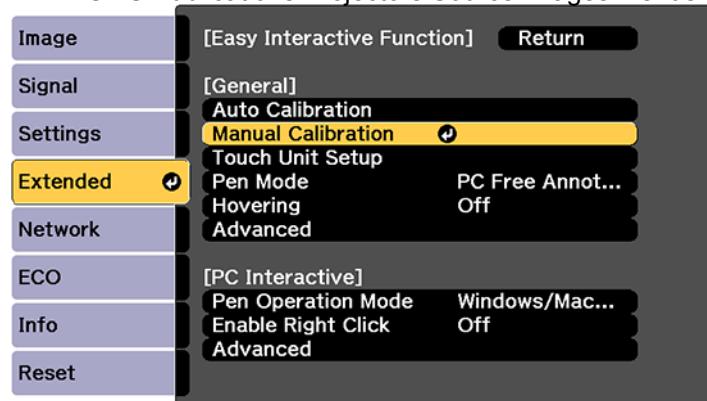 Image
Signal
Settings
Extended
Network
ECO
Info
Reset
[Easy Interactive Function] Return
[General]
Auto Calibration
Manual Calibration
Touch Unit Setup
Pen Mode PC Free Annot...
Hovering Off
Advanced
[PC Interactive]
Pen Operation Mode Windows/Mac...
Enable Right Click Off
Advanced